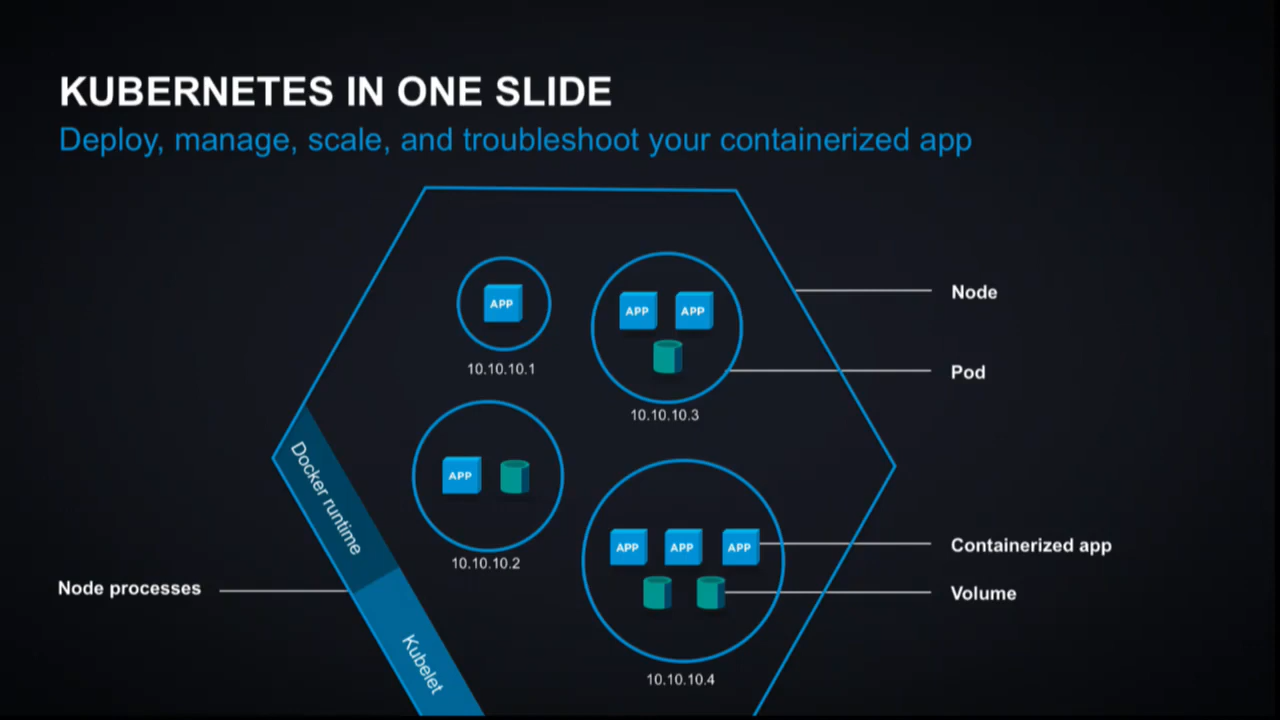 KUBERNETES IN ONE SLIDE
Deploy, manage, scale, and troubleshoot your containerized app
APP
10.10.10.1
APP APP
10.10.10.3
Node
Pod
Docker runtime
APP
10.10.10.2
APP APP APP
10.10.10.4
Containerized app
Volume
Node processes
Kubelet